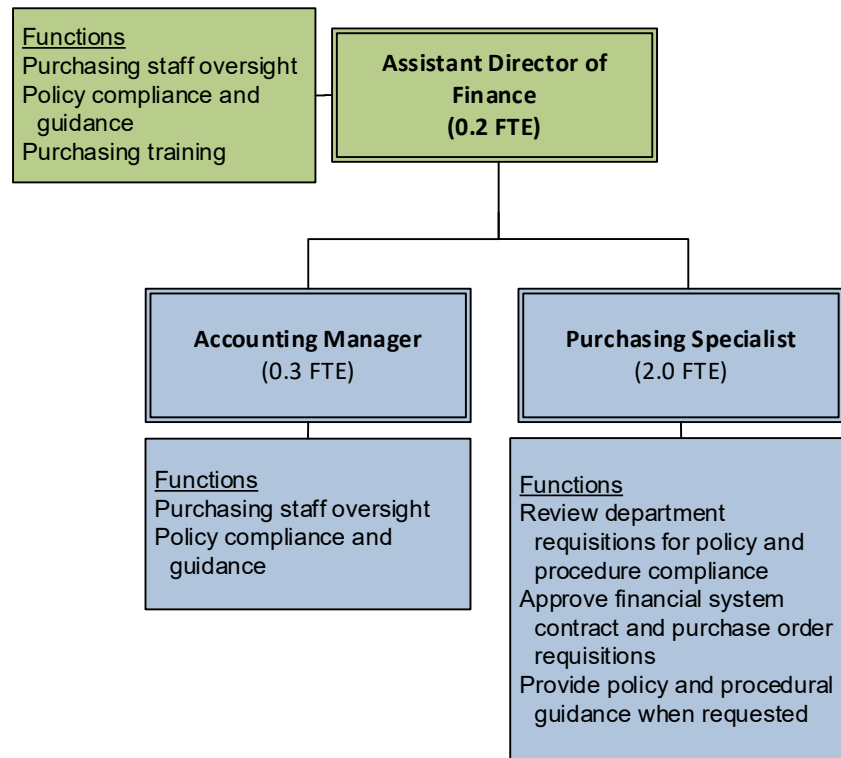 Functions
Purchasing staff oversight
Policy compliance and
guidance
Purchasing training
Assistant Director of
Finance
(0.2 FTE)
Accounting Manager
(0.3 FTE)
Purchasing Specialist
(2.0 FTE)
Functions
Purchasing staff oversight
Policy compliance and
guidance
Functions
Review department
requisitions for policy and
procedure compliance
Approve financial system
contract and purchase order
requisitions
Provide policy and procedural
guidance when requested